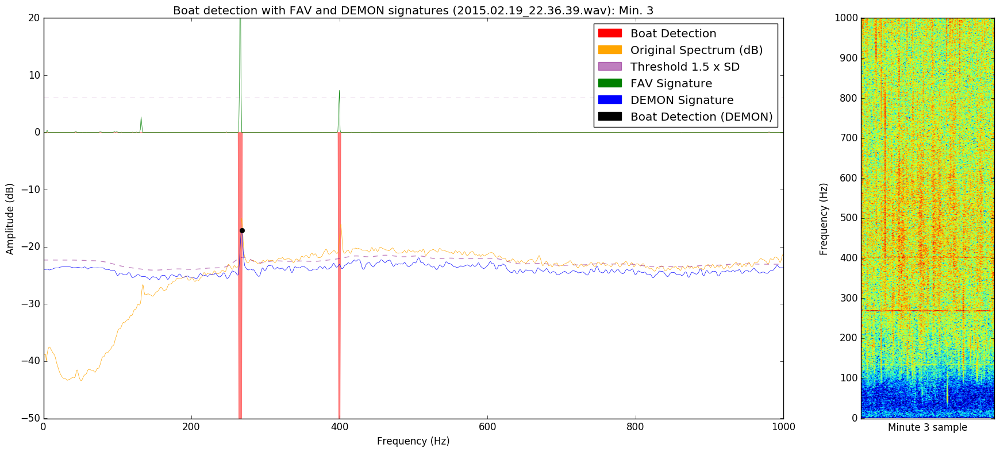 Boat detection with FAV and DEMON signatures (2015.02.19_22.36.39.wav): Min. 3
Boat Detection
Original Spectrum (dB)
Threshold 1.5 x SD
FAV Signature
DEMON Signature
Boat Detection (DEMON)
Amplitude (dB)
20
10
0
−10
−20
−30
−40
−50
0
200
400
600
800
1000
Frequency (Hz)
Frequency (Hz)
1000
900
800
700
600
500
400
300
200
100
0
Minute 3 sample